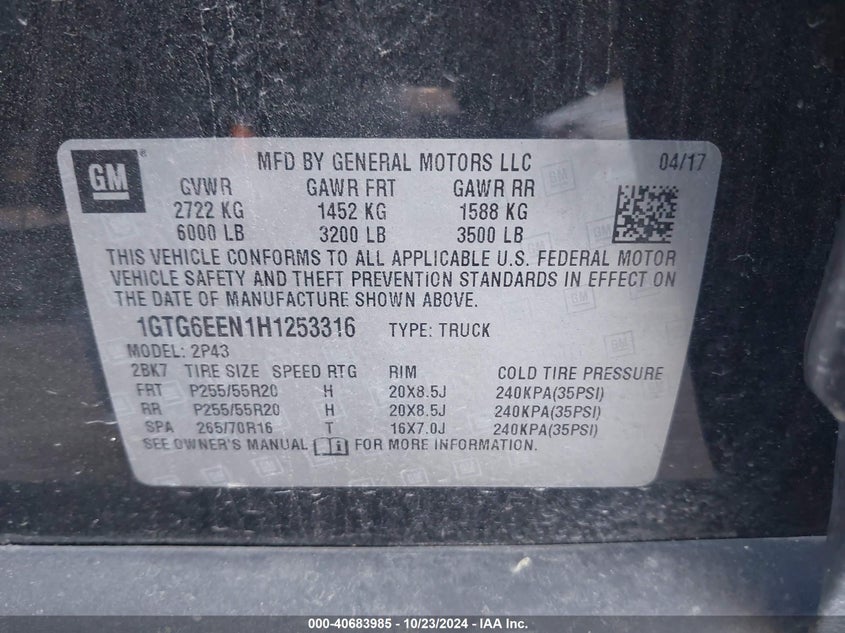 GM MFD BY GENERAL MOTORS LLC 04/17
GVWR GAWR FRT GAWR RR
2722 KG 1452 KG 1588 KG
6000 LB 3200 LB 3500 LB
THIS VEHICLE CONFORMS TO ALL APPLICABLE U.S. FEDERAL MOTOR
VEHICLE SAFETY AND THEFT PREVENTION STANDARDS IN EFFECT ON
THE DATE OF MANUFACTURE SHOWN ABOVE.
1GTG6EEN1H1253316 TYPE: TRUCK
MODEL: 2P43
2BK7 TIRE SIZE SPEED RTG RIM COLD TIRE PRESSURE
FRT P255/55R20 H 20X8.5J 240KPA(35PSI)
RR P255/55R20 H 20X8.5J 240KPA(35PSI)
SPA 265/70R16 T 16X7.0J 240KPA(35PSI)
SEE OWNER'S MANUAL FOR MORE INFORMATION.
000-40683985 - 10/23/2024 - IAA Inc.